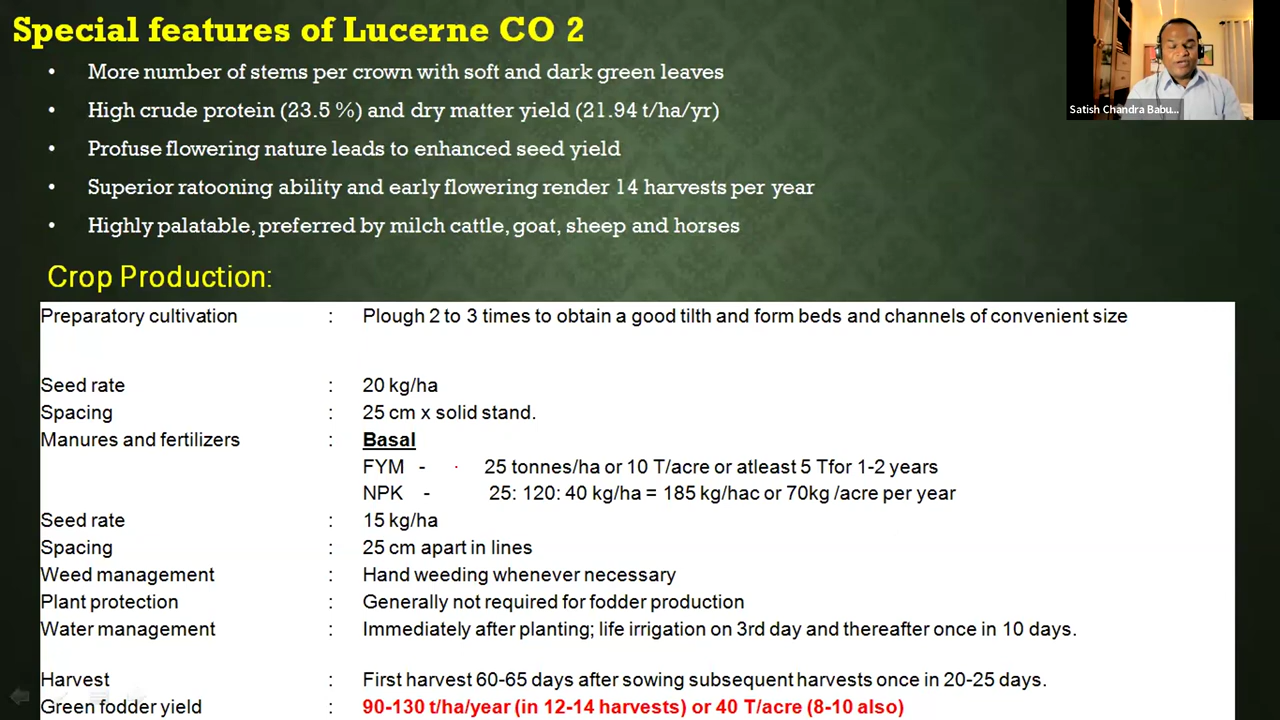 Special features of Lucerne CO 2
• More number of stems per crown with soft and dark green leaves
• High crude protein (23.5 %) and dry matter yield (21.94 t/ha/yr)
• Profuse flowering nature leads to enhanced seed yield
• Superior ratooning ability and early flowering render 14 harvests per year
• Highly palatable, preferred by milch cattle, goat, sheep and horses
Satish Chandra Babu...
Crop Production:
Preparatory cultivation : Plough 2 to 3 times to obtain a good tilth and form beds and channels of convenient size
Seed rate : 20 kg/ha
Spacing : 25 cm x solid stand.
Manures and fertilizers : Basal
FYM - 25 tonnes/ha or 10 T/acre or atleast 5 Tfor 1-2 years
NPK - 25: 120: 40 kg/ha = 185 kg/hac or 70kg /acre per year
Seed rate : 15 kg/ha
Spacing : 25 cm apart in lines
Weed management : Hand weeding whenever necessary
Plant protection : Generally not required for fodder production
Water management : Immediately after planting; life irrigation on 3rd day and thereafter once in 10 days.
Harvest : First harvest 60-65 days after sowing subsequent harvests once in 20-25 days.
Green fodder yield : 90-130 t/ha/year (in 12-14 harvests) or 40 T/acre (8-10 also)